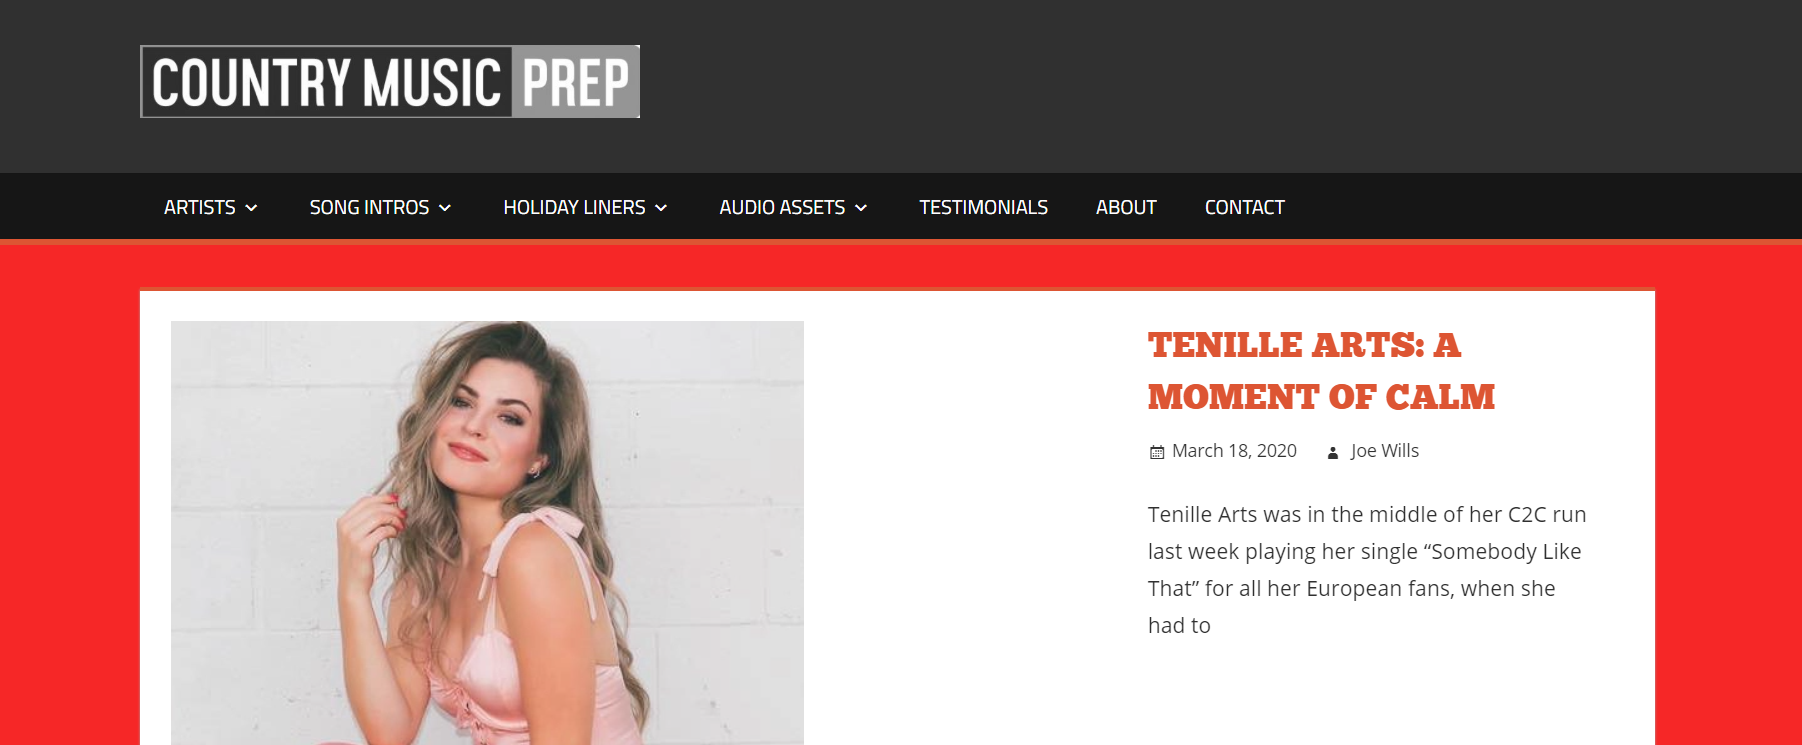 COUNTRY MUSIC PREP
ARTISTS SONG INTROS HOLIDAY LINERS AUDIO ASSETS TESTIMONIALS ABOUT CONTACT
TENILLE ARTS: A
MOMENT OF CALM
March 18, 2020 Joe Wills
Tenille Arts was in the middle of her C2C run
last week playing her single “Somebody Like
That” for all her European fans, when she
had to